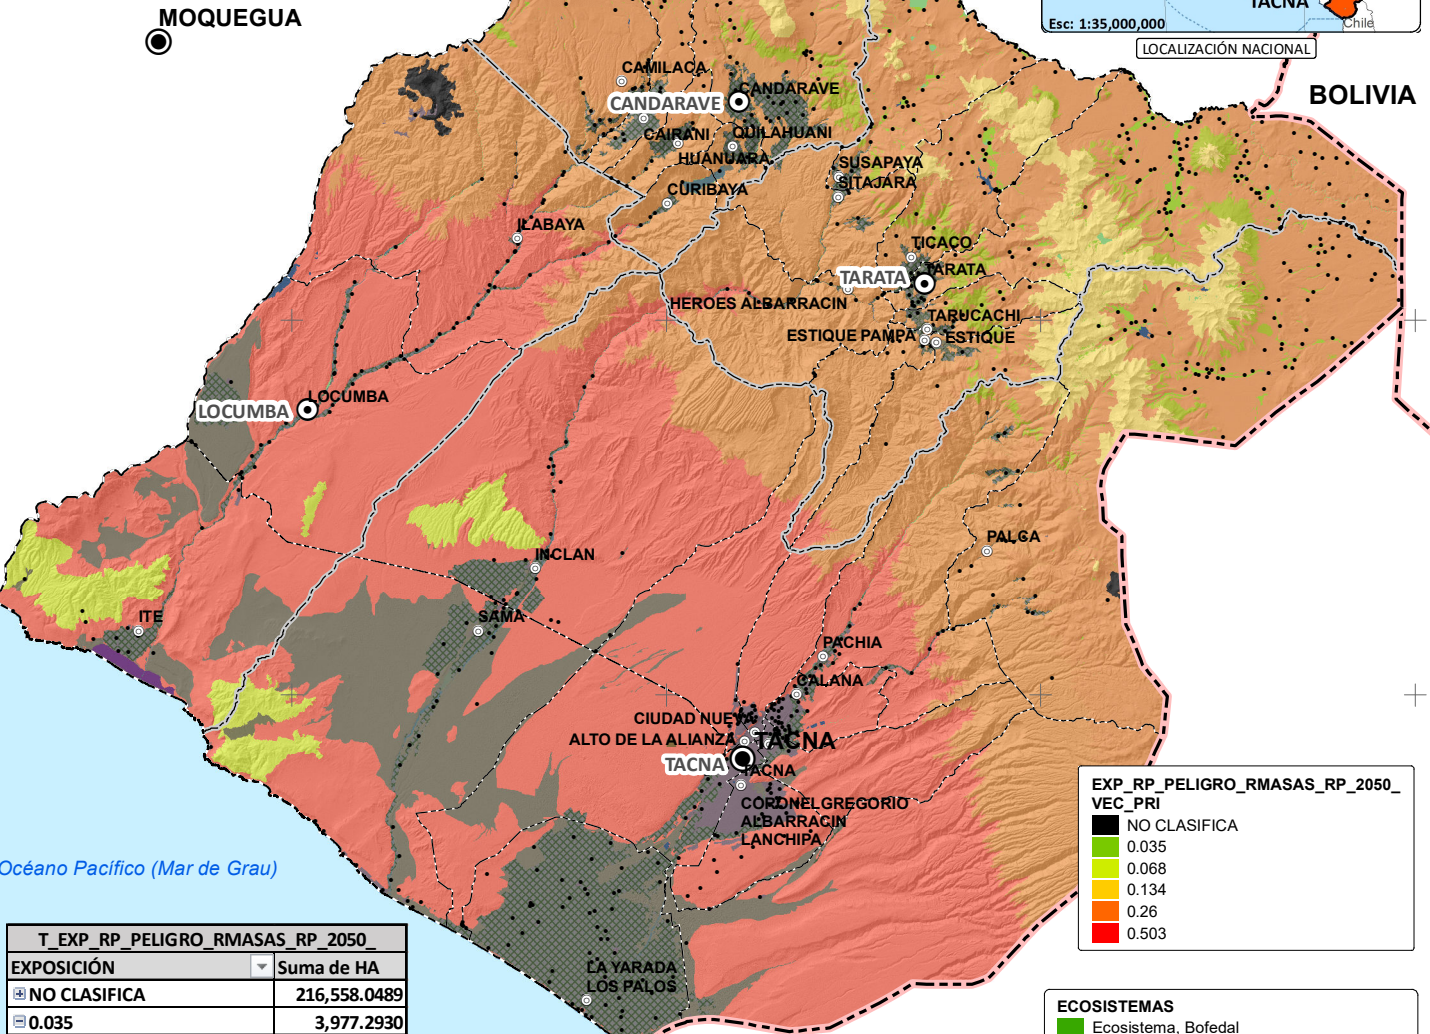 MOQUEGUA
TACNA
Chile
Esc: 1:35,000,000
LOCALIZACIÓN NACIONAL
BOLIVIA
CAMILACA
CANDARAVE
CANDARAVE
CAIRANI
QUILAHUANI
HUANUARA
SUSAPAYA
SITAJARA
CURIBAYA
ILABAYA
TICACO
TARATA
TARATA
HEROES ALBARRACIN
TARUCACHI
ESTIQUE PAMPA
ESTIQUE
LOCUMBA
LOCUMBA
PALCA
INCLAN
ITE
SAMA
PACHIA
CALANA
CIUDAD NUEVA
ALTO DE LA ALIANZA
TACNA
TACNA
TACNA
CORONEL GREGORIO
ALBARRACIN
LANCHIPA
LA YARADA
LOS PALOS
Océano Pacífico (Mar de Grau)
EXP_RP_PELIGRO_RMASAS_RP_2050_
VEC_PRI
NO CLASIFICA
0.035
0.068
0.134
0.26
0.503
T_EXP_RP_PELIGRO_RMASAS_RP_2050_
EXPOSICIÓN Suma de HA
NO CLASIFICA 216,558.0489
0.035 3,977.2930
ECOSISTEMAS
Ecosistema, Bofedal